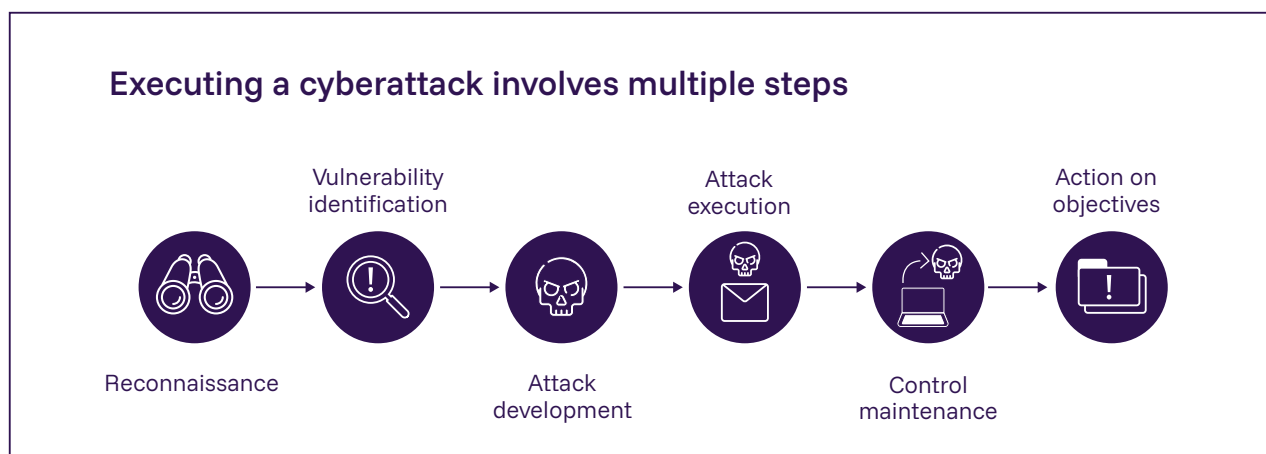 Executing a cyberattack involves multiple steps
Reconnaissance
Vulnerability
identification
Attack
development
Attack
execution
Control
maintenance
Action on
objectives